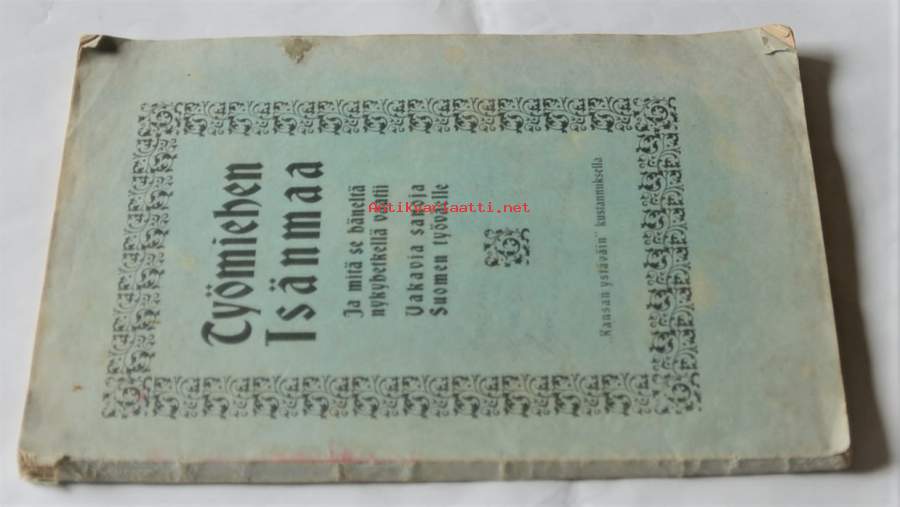 Työmiehen
Isänmaa
Ja mitä se häneltä
nykyhetkellä vaatii
Vakavia sanoja
Suomen työväelle
„Kansan ystäväin” kustannuksella
Antikvariaatti.net